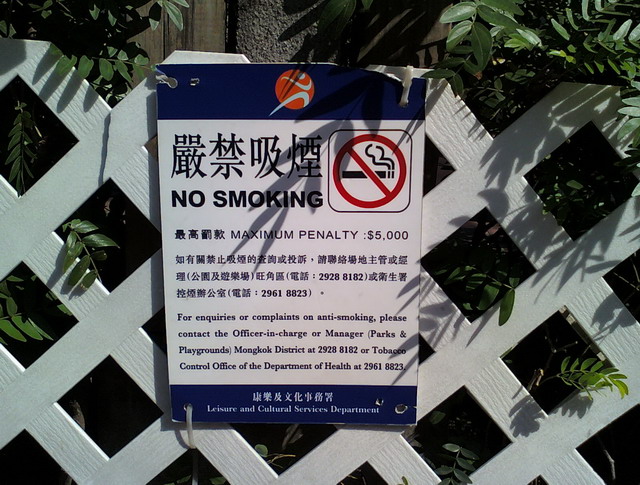 嚴禁吸煙
NO SMOKING
最高罰款 MAXIMUM PENALTY :$5,000
如有關禁止吸煙的查詢或投訴，請聯絡場地主管或經
理(公園及遊樂場)旺角區(電話：2928 8182)或衞生署
控煙辦公室(電話：2961 8823)。
For enquiries or complaints on anti-smoking, please
contact the Officer-in-charge or Manager (Parks &
Playgrounds) Mongkok District at 2928 8182 or Tobacco
Control Office of the Department of Health at 2961 8823.
康樂及文化事務署
Leisure and Cultural Services Department